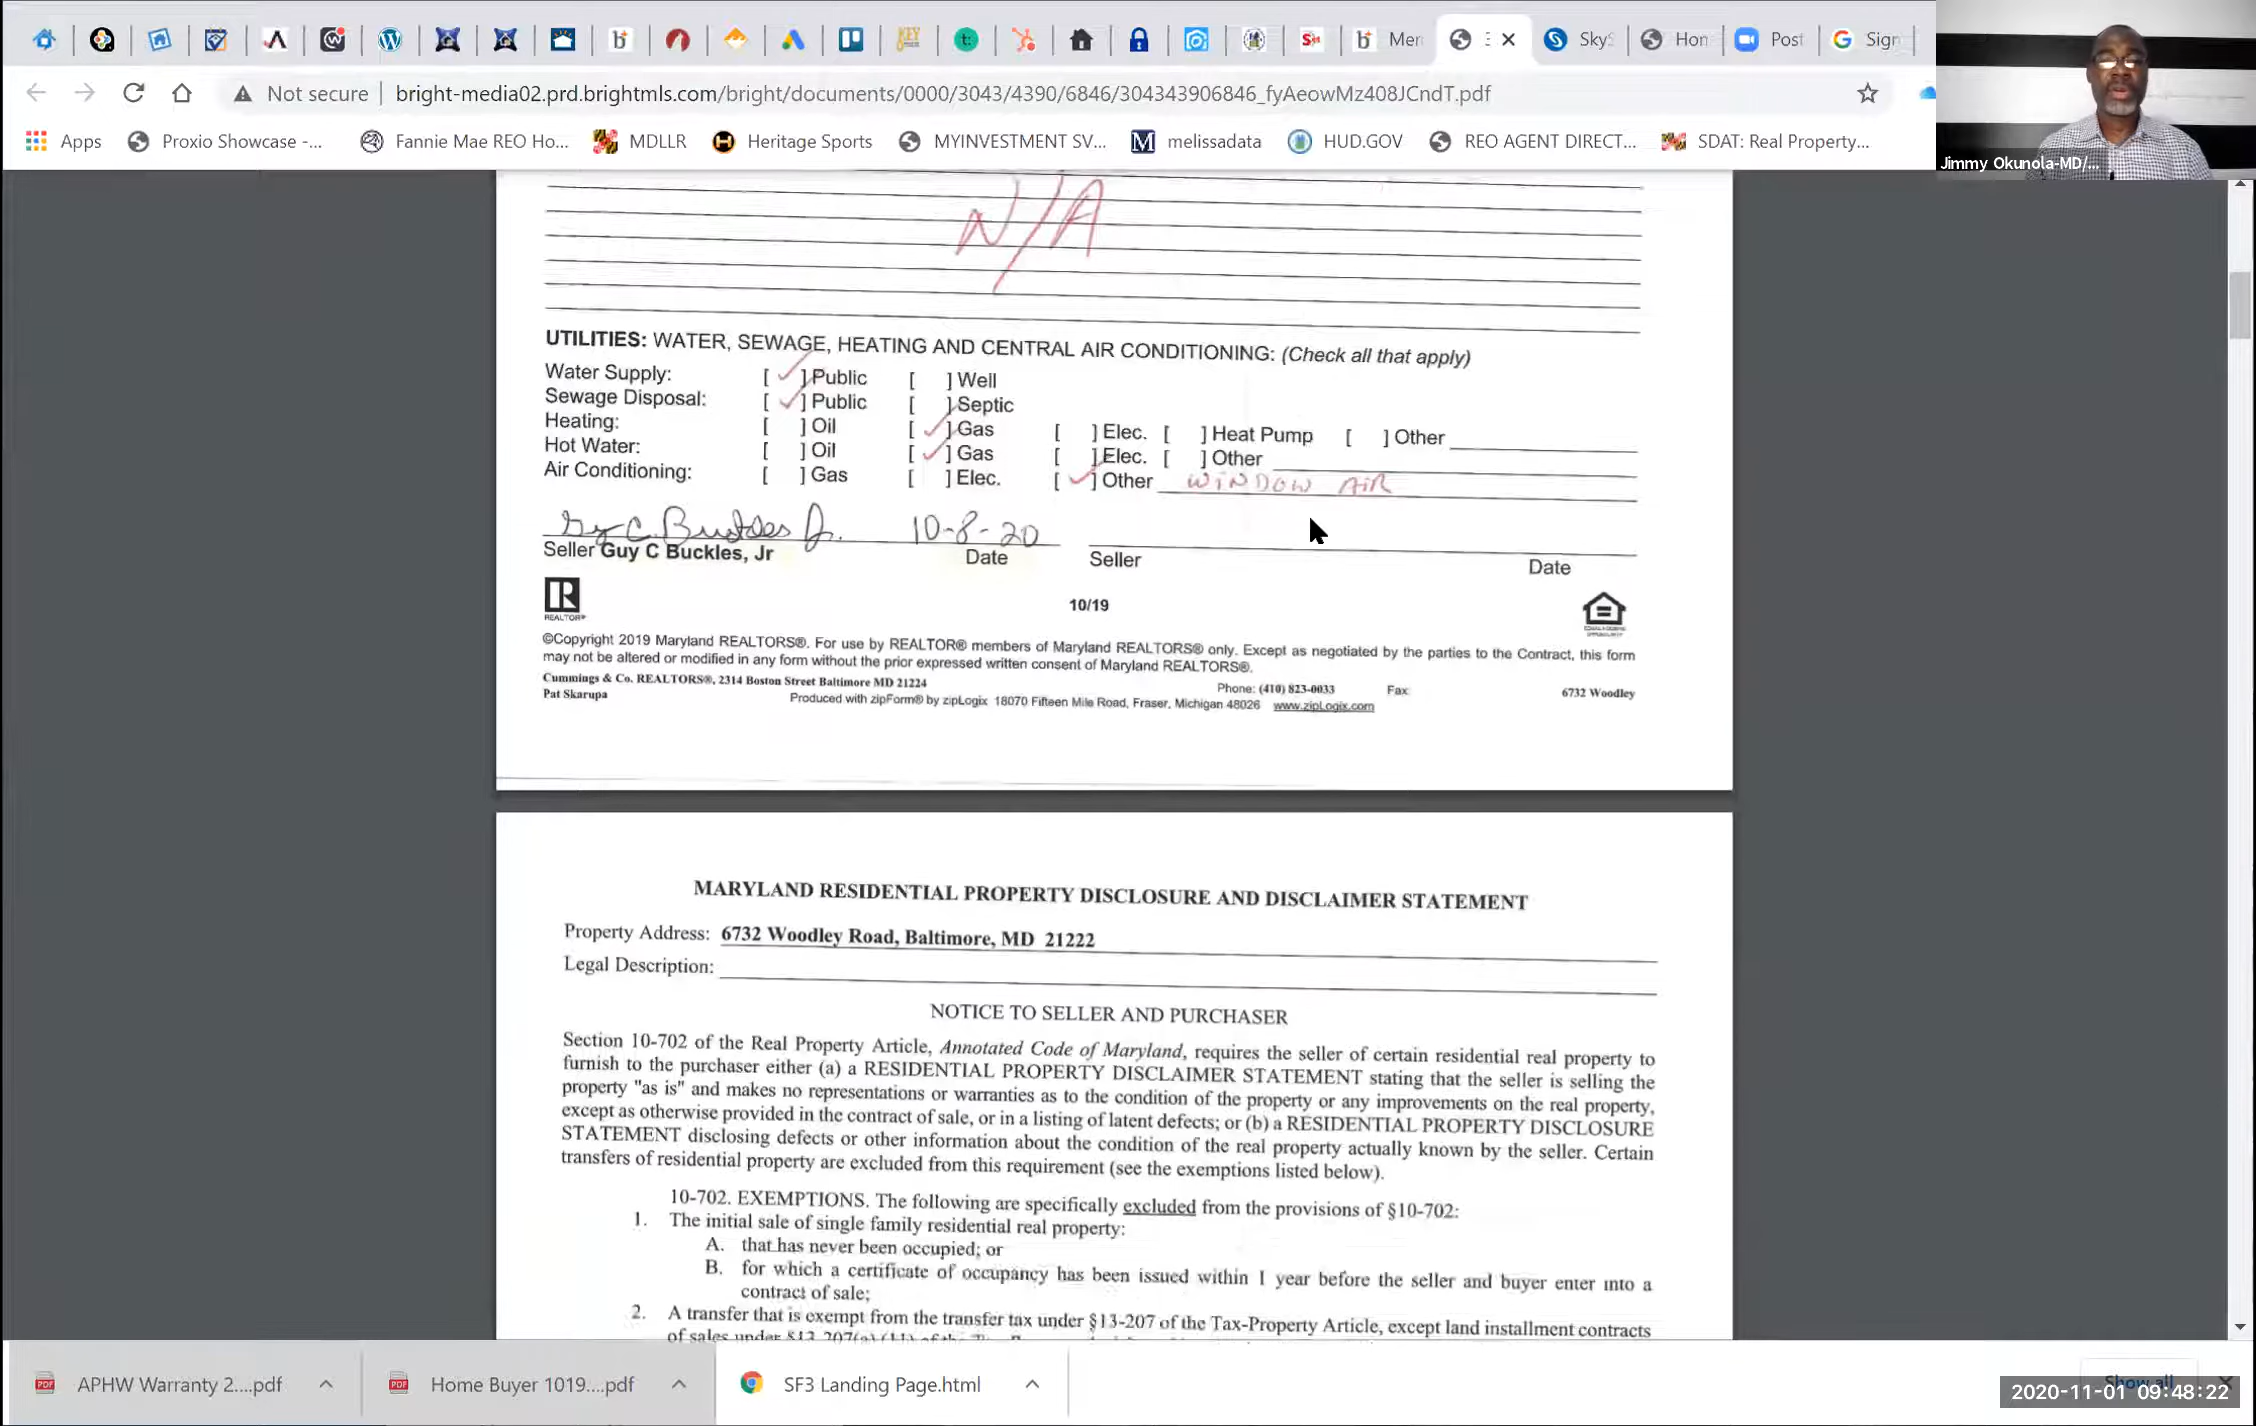 Mer
Sky
Hon
Post
Sign
Not secure
bright-media02.prd.brightmls.com/bright/documents/0000/3043/4390/6846/304343906846_fyAeowMz408JCndT.pdf
Apps Proxio Showcase -... Fannie Mae REO Ho... MDLLR Heritage Sports MYINVESTMENT SV... melissadata HUD.GOV REO AGENT DIRECT... SDAT: Real Property...
Jimmy Okunola-MD/...
N/A
UTILITIES: WATER, SEWAGE, HEATING AND CENTRAL AIR CONDITIONING: (Check all that apply)
Water Supply: [ ✓ ] Public [ ] Well
Sewage Disposal: [ ✓ ] Public [ ] Septic
Heating: [ ] Oil [ ✓ ] Gas [ ] Elec. [ ] Heat Pump [ ] Other
Hot Water: [ ] Oil [ ✓ ] Gas [ ] Elec. [ ] Other
Air Conditioning: [ ] Gas [ ] Elec. [ ✓ ] Other WINDOW AIR
Guy C. Buckles Jr. 10-8-20
Seller Guy C Buckles, Jr Date Seller Date
REALTOR®
10/19
©Copyright 2019 Maryland REALTORS®. For use by REALTOR® members of Maryland REALTORS® only. Except as negotiated by the parties to the Contract, this form
may not be altered or modified in any form without the prior expressed written consent of Maryland REALTORS®.
Cummings & Co. REALTORS®, 2314 Boston Street Baltimore MD 21224 Phone: (410) 823-0033 Fax: 6732 Woodley
Pat Skarupa Produced with zipForm® by zipLogix 18070 Fifteen Mile Road, Fraser, Michigan 48026 www.zipLogix.com
MARYLAND RESIDENTIAL PROPERTY DISCLOSURE AND DISCLAIMER STATEMENT
Property Address: 6732 Woodley Road, Baltimore, MD 21222
Legal Description:
NOTICE TO SELLER AND PURCHASER
Section 10-702 of the Real Property Article, Annotated Code of Maryland, requires the seller of certain residential real property to
furnish to the purchaser either (a) a RESIDENTIAL PROPERTY DISCLAIMER STATEMENT stating that the seller is selling the
property "as is" and makes no representations or warranties as to the condition of the property or any improvements on the real property,
except as otherwise provided in the contract of sale, or in a listing of latent defects; or (b) a RESIDENTIAL PROPERTY DISCLOSURE
STATEMENT disclosing defects or other information about the condition of the real property actually known by the seller. Certain
transfers of residential property are excluded from this requirement (see the exemptions listed below).
10-702. EXEMPTIONS. The following are specifically excluded from the provisions of §10-702:
1. The initial sale of single family residential real property:
A. that has never been occupied; or
B. for which a certificate of occupancy has been issued within 1 year before the seller and buyer enter into a
contract of sale;
2. A transfer that is exempt from the transfer tax under §13-207 of the Tax-Property Article, except land installment contracts
of sales under §13-207(a)
APHW Warranty 2....pdf Home Buyer 1019....pdf SF3 Landing Page.html
Show all
2020-11-01 09:48:22